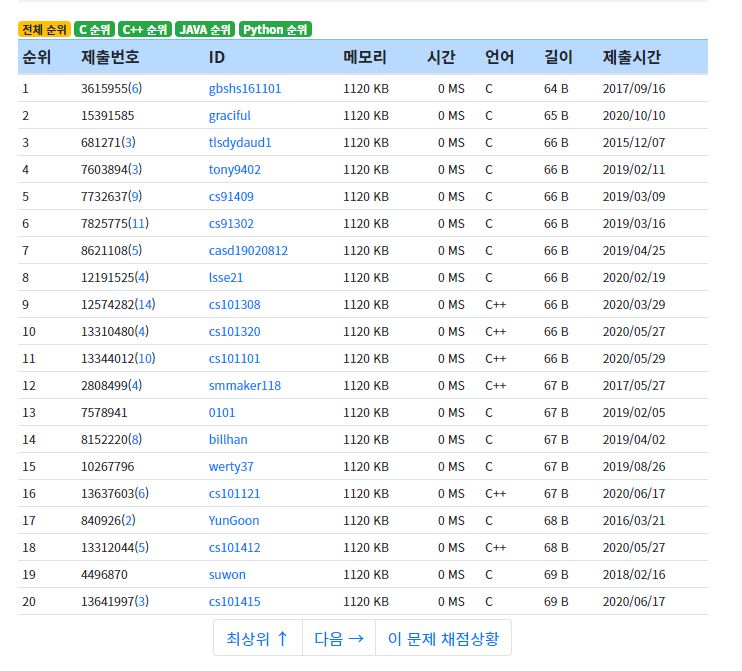 전체 순위 C 순위 C++ 순위 JAVA 순위 Python 순위
순위 제출번호 ID 메모리 시간 언어 길이 제출시간
1 3615955(6) gbshs161101 1120 KB 0 MS C 64 B 2017/09/16
2 15391585 graciful 1120 KB 0 MS C 65 B 2020/10/10
3 681271(3) tlsdydaud1 1120 KB 0 MS C 66 B 2015/12/07
4 7603894(3) tony9402 1120 KB 0 MS C 66 B 2019/02/11
5 7732637(9) cs91409 1120 KB 0 MS C 66 B 2019/03/09
6 7825775(11) cs91302 1120 KB 0 MS C 66 B 2019/03/16
7 8621108(5) casd19020812 1120 KB 0 MS C 66 B 2019/04/25
8 12191525(4) lsse21 1120 KB 0 MS C 66 B 2020/02/19
9 12574282(14) cs101308 1120 KB 0 MS C++ 66 B 2020/03/29
10 13310480(4) cs101320 1120 KB 0 MS C++ 66 B 2020/05/27
11 13344012(10) cs101101 1120 KB 0 MS C++ 66 B 2020/05/29
12 2808499(4) smmaker118 1120 KB 0 MS C++ 67 B 2017/05/27
13 7578941 0101 1120 KB 0 MS C 67 B 2019/02/05
14 8152220(8) billhan 1120 KB 0 MS C 67 B 2019/04/02
15 10267796 werty37 1120 KB 0 MS C 67 B 2019/08/26
16 13637603(6) cs101121 1120 KB 0 MS C++ 67 B 2020/06/17
17 840926(2) YunGoon 1120 KB 0 MS C 68 B 2016/03/21
18 13312044(5) cs101412 1120 KB 0 MS C++ 68 B 2020/05/27
19 4496870 suwon 1120 KB 0 MS C 69 B 2018/02/16
20 13641997(3) cs101415 1120 KB 0 MS C 69 B 2020/06/17
최상위 ↑ 다음 → 이 문제 채점상황